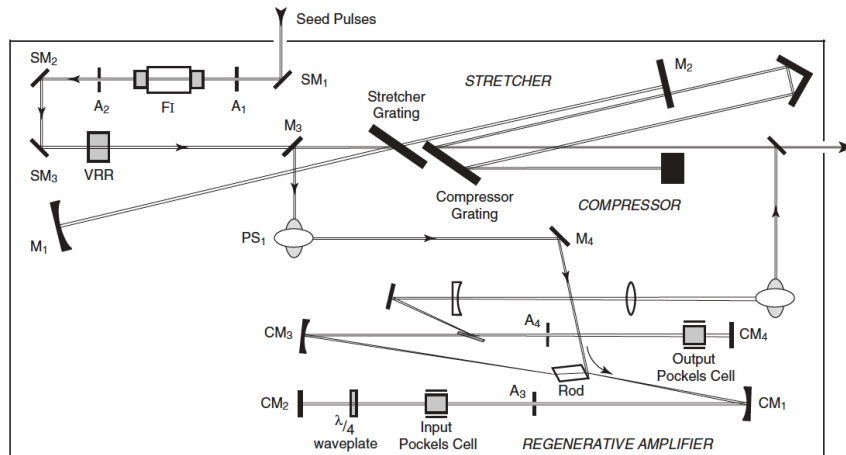 Seed Pulses
SM₂
SM₁
A₂
FI
A₁
STRETCHER
M₂
Stretcher
Grating
M₃
SM₃
VRR
Compressor
Grating
COMPRESSOR
M₁
PS₁
M₄
CM₃
A₄
CM₄
Output
Pockels Cell
Rod
CM₂
A₃
CM₁
λ/4
waveplate
Input
Pockels Cell
REGENERATIVE AMPLIFIER